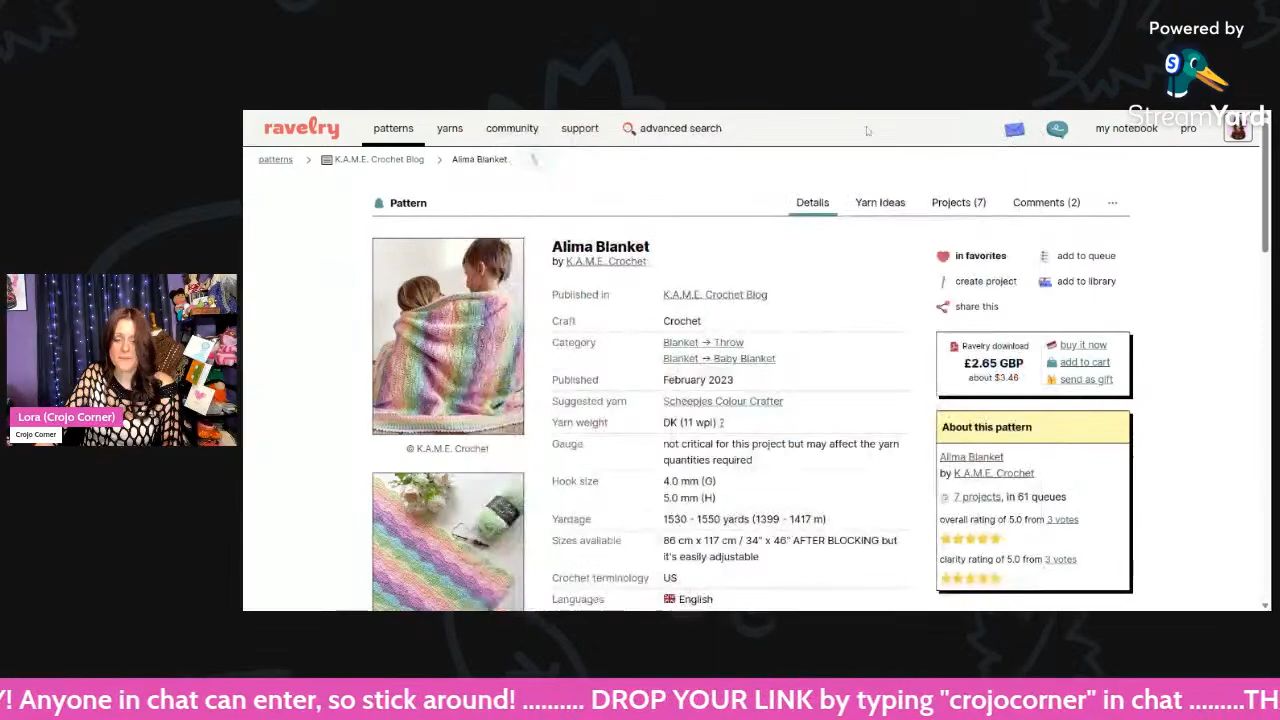 Powered by
StreamYard
ravelry
patterns yarns community support advanced search my notebook pro
patterns > K.A.M.E. Crochet Blog > Alima Blanket
Pattern
Details Yarn Ideas Projects (7) Comments (2) ...
Alima Blanket
by K.A.M.E. Crochet
Published in K.A.M.E. Crochet Blog
Craft Crochet
Category Blanket → Throw
Blanket → Baby Blanket
Published February 2023
Suggested yarn Scheepjes Colour Crafter
Yarn weight DK (11 wpi) ?
Gauge not critical for this project but may affect the yarn
quantities required
Hook size 4.0 mm (G)
5.0 mm (H)
Yardage 1530 - 1550 yards (1399 - 1417 m)
Sizes available 86 cm x 117 cm / 34" x 46" AFTER BLOCKING but
it's easily adjustable
Crochet terminology US
Languages English
© K.A.M.E. Crochet
in favorites add to queue
create project add to library
share this
Ravelry download
£2.65 GBP
about $3.46
buy it now
add to cart
send as gift
About this pattern
Alima Blanket
by K.A.M.E. Crochet
7 projects, in 61 queues
overall rating of 5.0 from 3 votes
clarity rating of 5.0 from 3 votes
Lora (Crojo Corner)
Crojo Corner
Y! Anyone in chat can enter, so stick around! .......... DROP YOUR LINK by typing "crojocorner" in chat .........TH